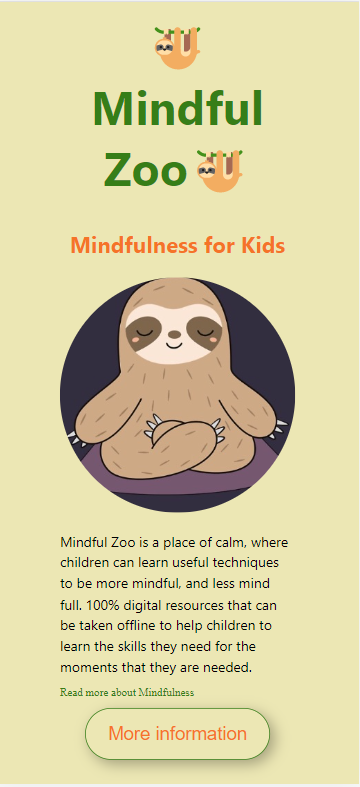 🦥
Mindful
Zoo🦥
Mindfulness for Kids
Mindful Zoo is a place of calm, where
children can learn useful techniques
to be more mindful, and less mind
full. 100% digital resources that can
be taken offline to help children to
learn the skills they need for the
moments that they are needed.
Read more about Mindfulness
More information